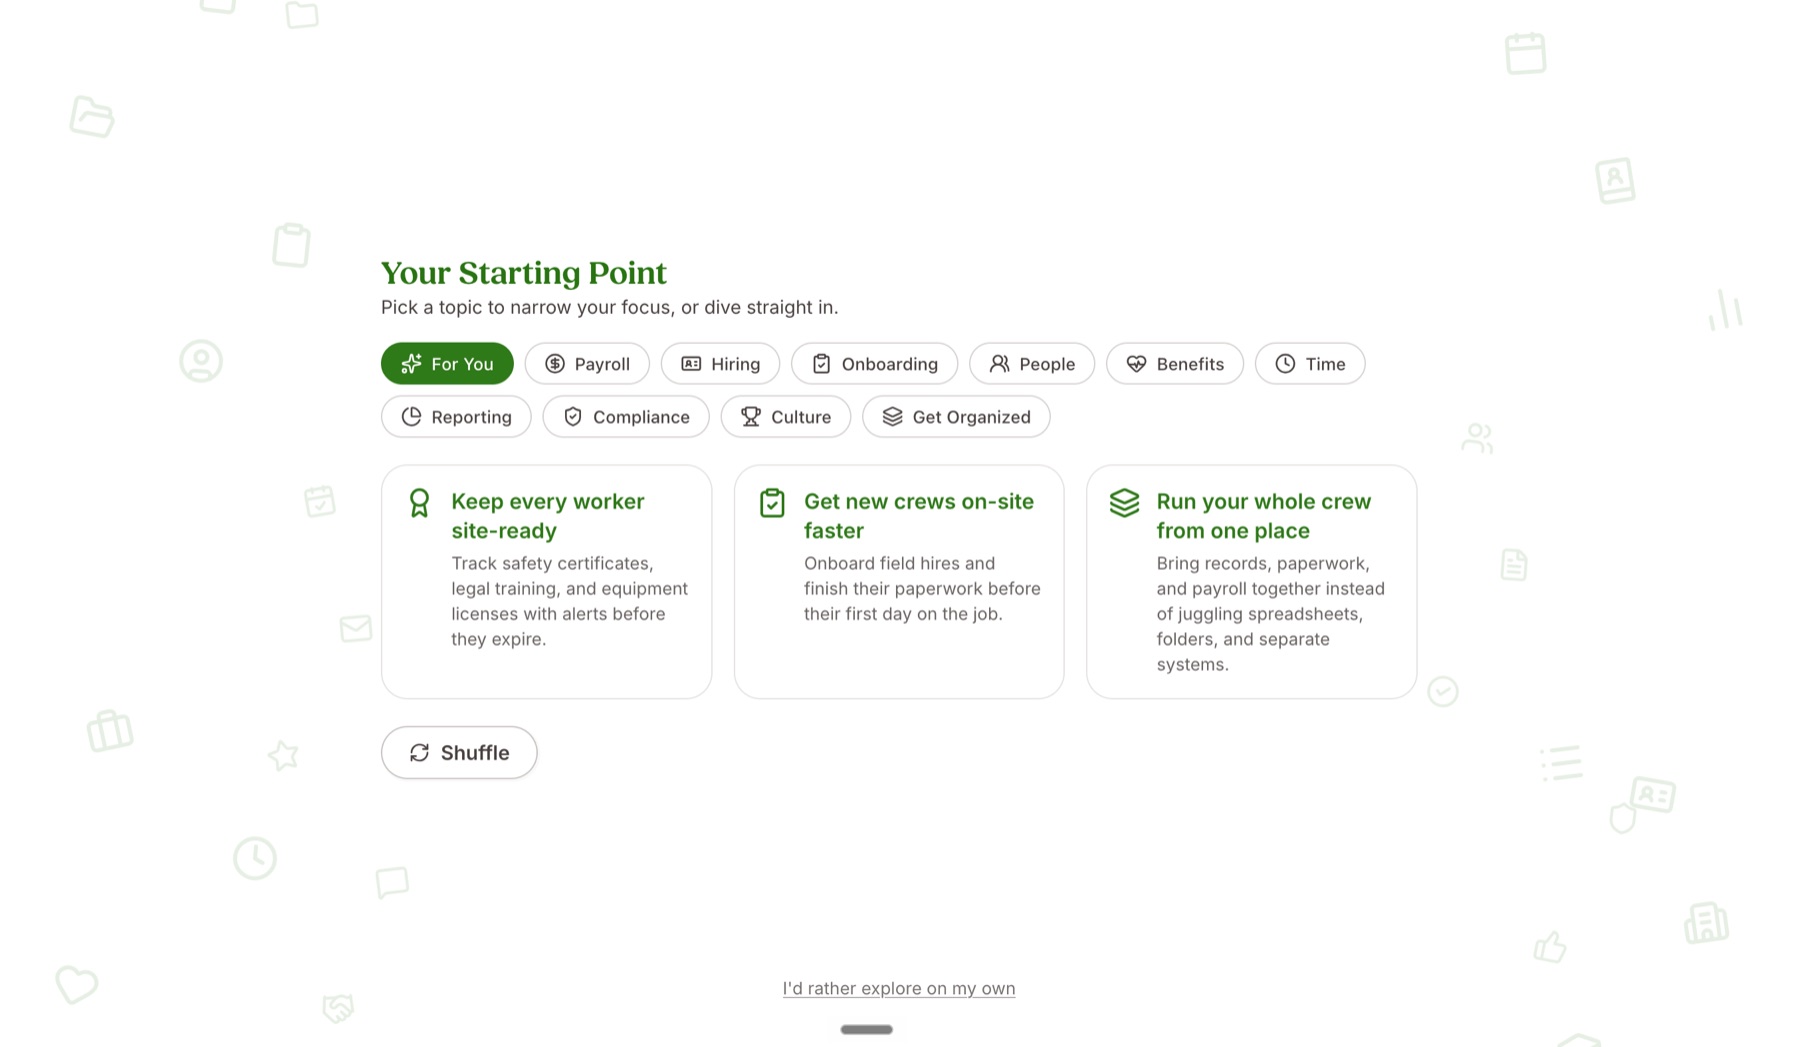 Your Starting Point
Pick a topic to narrow your focus, or dive straight in.
For You
Payroll
Hiring
Onboarding
People
Benefits
Time
Reporting
Compliance
Culture
Get Organized
Keep every worker
site-ready
Track safety certificates,
legal training, and equipment
licenses with alerts before
they expire.
Get new crews on-site
faster
Onboard field hires and
finish their paperwork before
their first day on the job.
Run your whole crew
from one place
Bring records, paperwork,
and payroll together instead
of juggling spreadsheets,
folders, and separate
systems.
Shuffle
I'd rather explore on my own